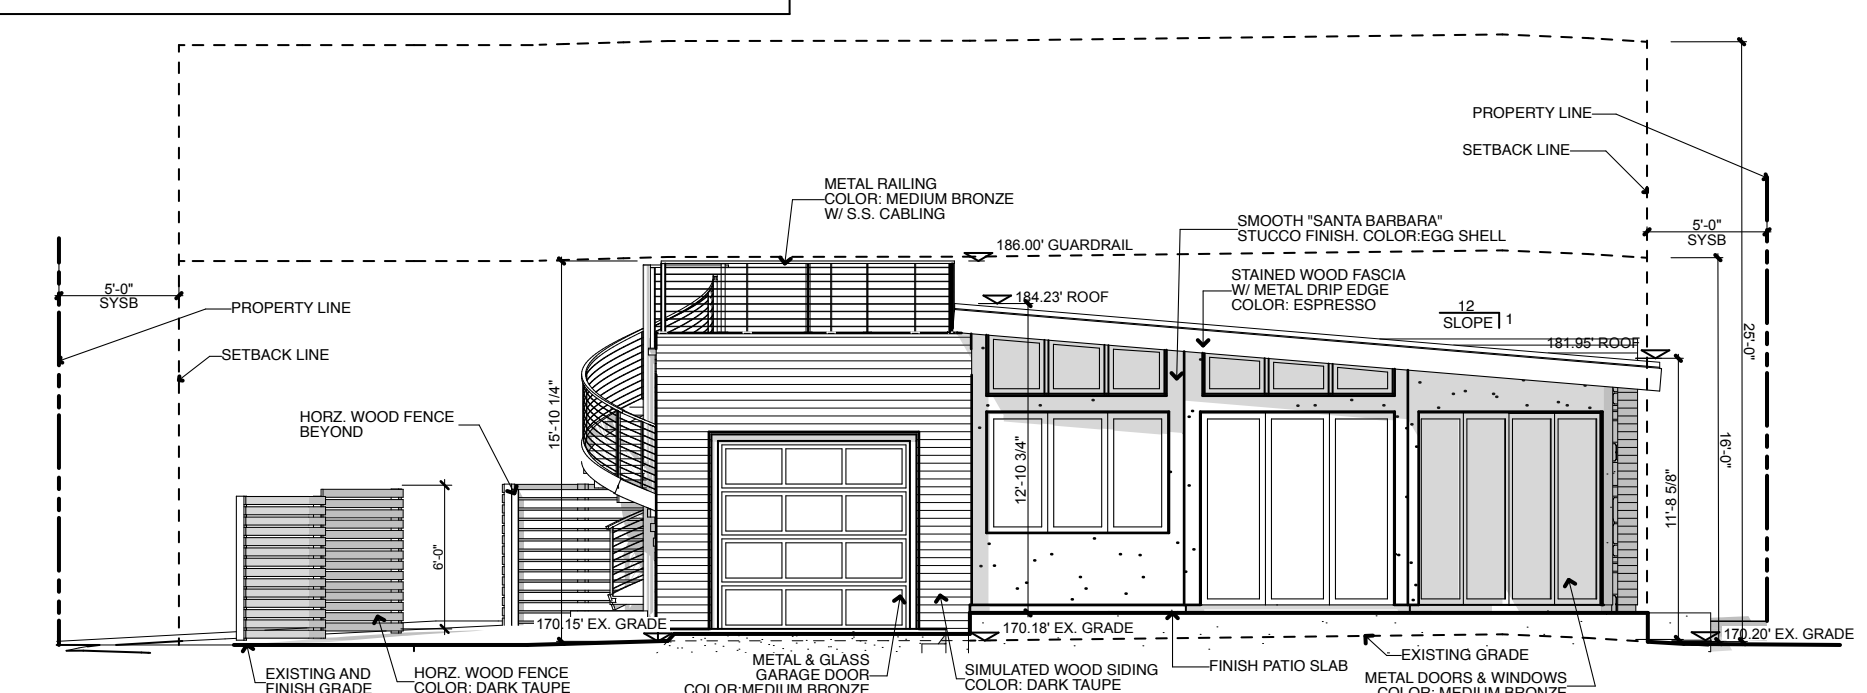 PROPERTY LINE
SETBACK LINE
METAL RAILING
COLOR: MEDIUM BRONZE
W/ S.S. CABLING
SMOOTH "SANTA BARBARA"
STUCCO FINISH. COLOR:EGG SHELL
5'-0"
SYSB
186.00' GUARDRAIL
STAINED WOOD FASCIA
W/ METAL DRIP EDGE
COLOR: ESPRESSO
5'-0"
SYSB
184.23' ROOF
PROPERTY LINE
12
SLOPE 1
25'-0"
181.95' ROOF
SETBACK LINE
15'-10 1/4"
HORZ. WOOD FENCE
BEYOND
16'-0"
12'-10 3/4"
11'-8 5/8"
6'-0"
170.15' EX. GRADE
170.18' EX. GRADE
170.20' EX. GRADE
EXISTING AND
FINISH GRADE
HORZ. WOOD FENCE
COLOR: DARK TAUPE
METAL & GLASS
GARAGE DOOR
COLOR:MEDIUM BRONZE
SIMULATED WOOD SIDING
COLOR: DARK TAUPE
FINISH PATIO SLAB
EXISTING GRADE
METAL DOORS & WINDOWS
COLOR: MEDIUM BRONZE